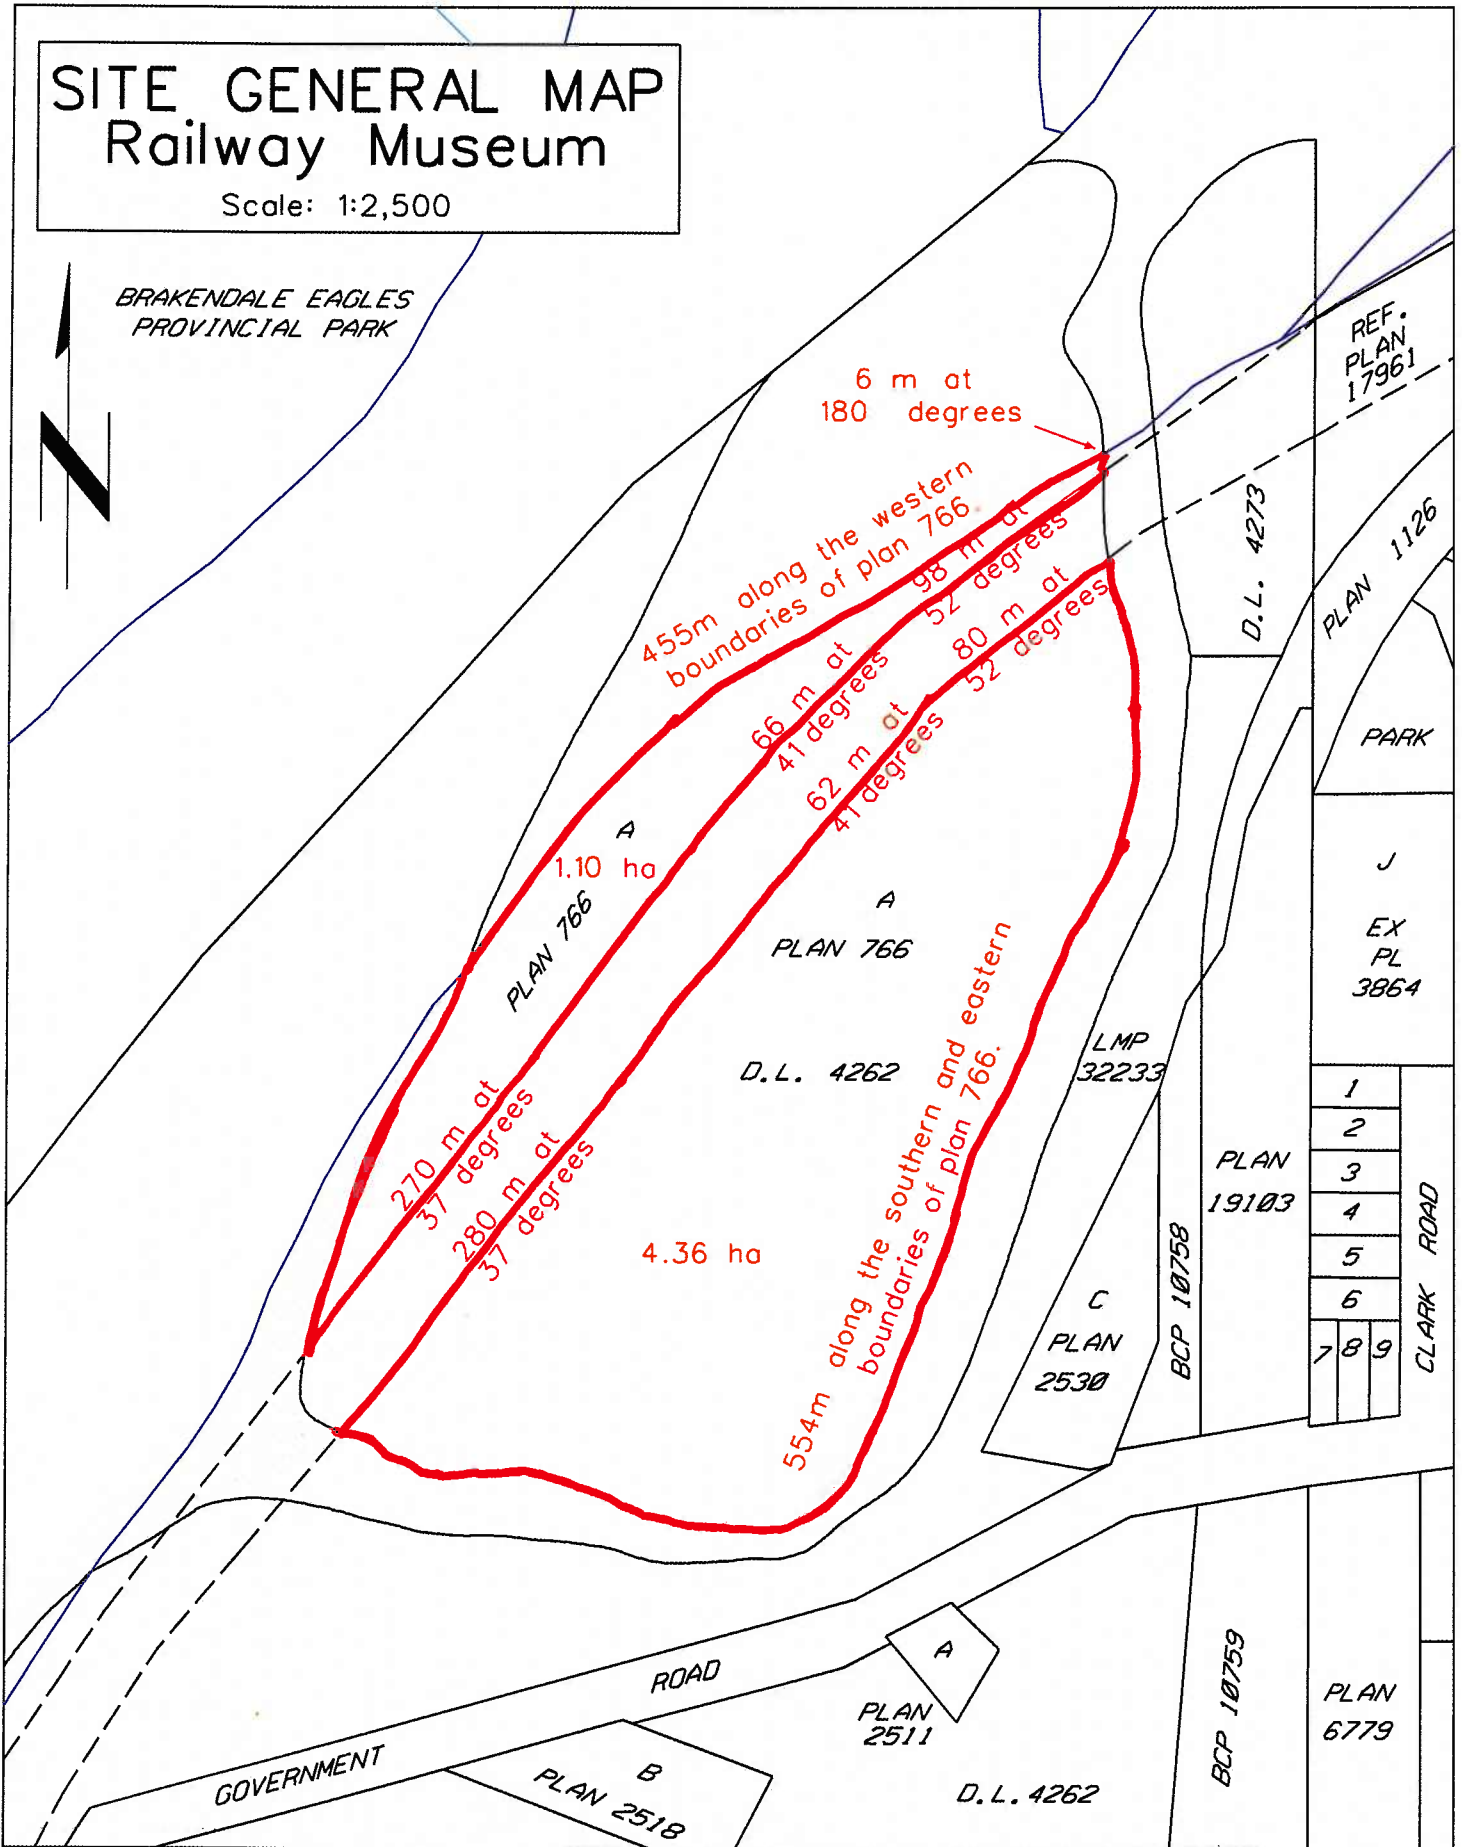 SITE GENERAL MAP
Railway Museum
Scale: 1:2,500
BRAKENDALE EAGLES
PROVINCIAL PARK
N
REF.
PLAN
17961
6 m at
180 degrees
455m along the western
boundaries of plan 766.
98 m at
52 degrees
80 m at
52 degrees
66 m at
41 degrees
62 m at
41 degrees
D.L. 4273
PLAN 1126
PARK
A
1.10 ha
PLAN 766
A
PLAN 766
D.L. 4262
J
EX
PL
3864
LMP
32233
270 m at
37 degrees
280 m at
37 degrees
4.36 ha
554m along the southern and eastern
boundaries of plan 766.
PLAN
19103
BCP 10758
C
PLAN
2530
1
2
3
4
5
6
7 8 9
CLARK ROAD
GOVERNMENT ROAD
A
PLAN
2511
B
PLAN 2518
D.L. 4262
BCP 10759
PLAN
6779